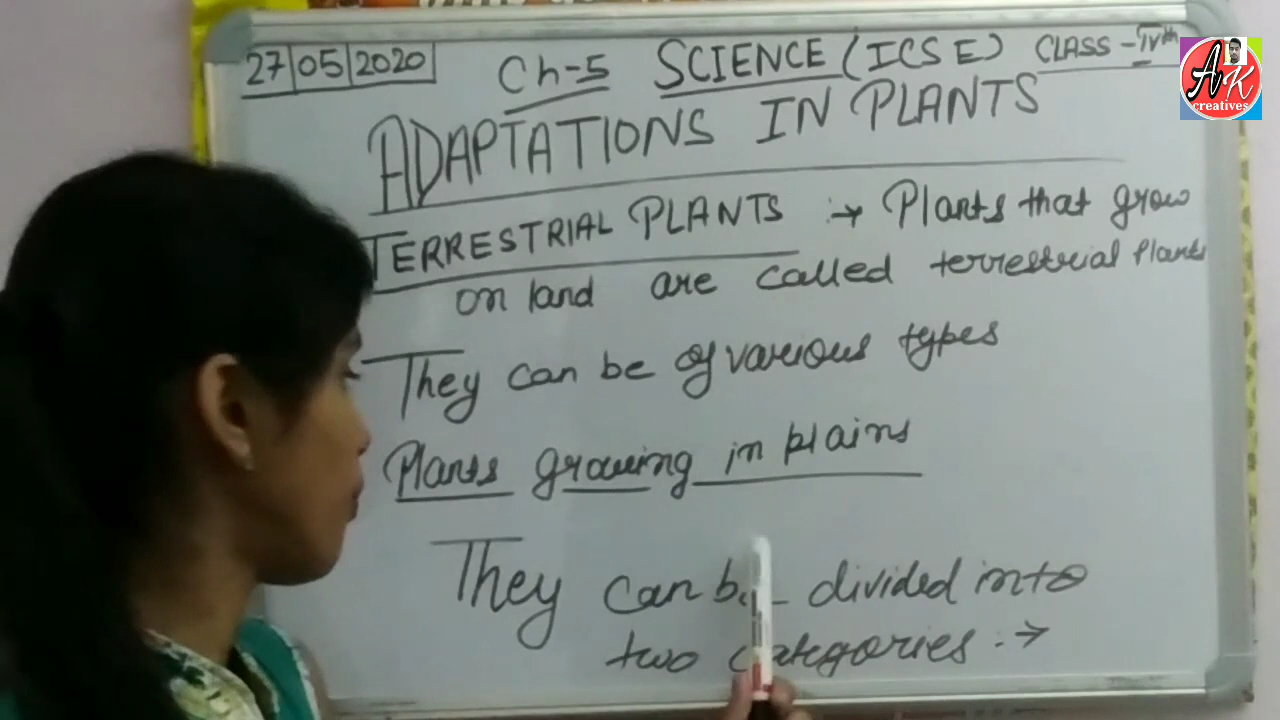 27|05|2020 Ch-5 SCIENCE (ICSE) CLASS - IVth
AK creatives
ADAPTATIONS IN PLANTS
TERRESTRIAL PLANTS :→ Plants that grow
on land are called terrestrial Plants
They can be of various types
Plants growing in plains
They can be divided into
two categories :→